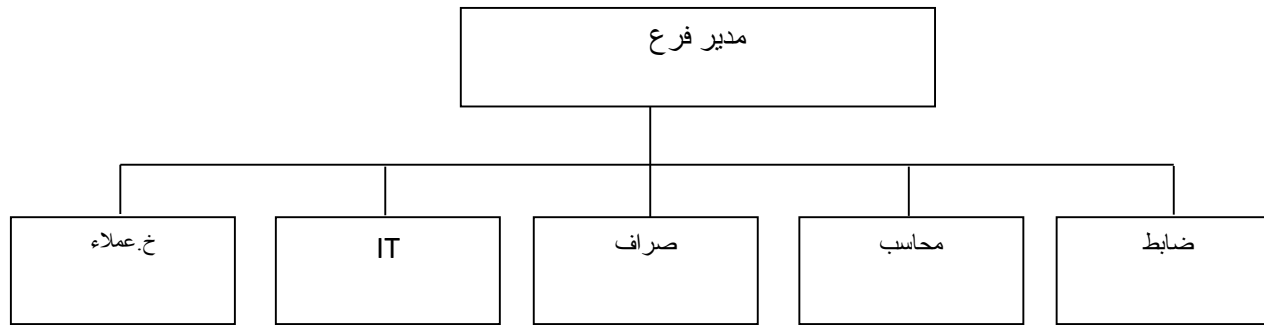 مدير فرع
ضابط
محاسب
صراف
IT
خ.عملاء